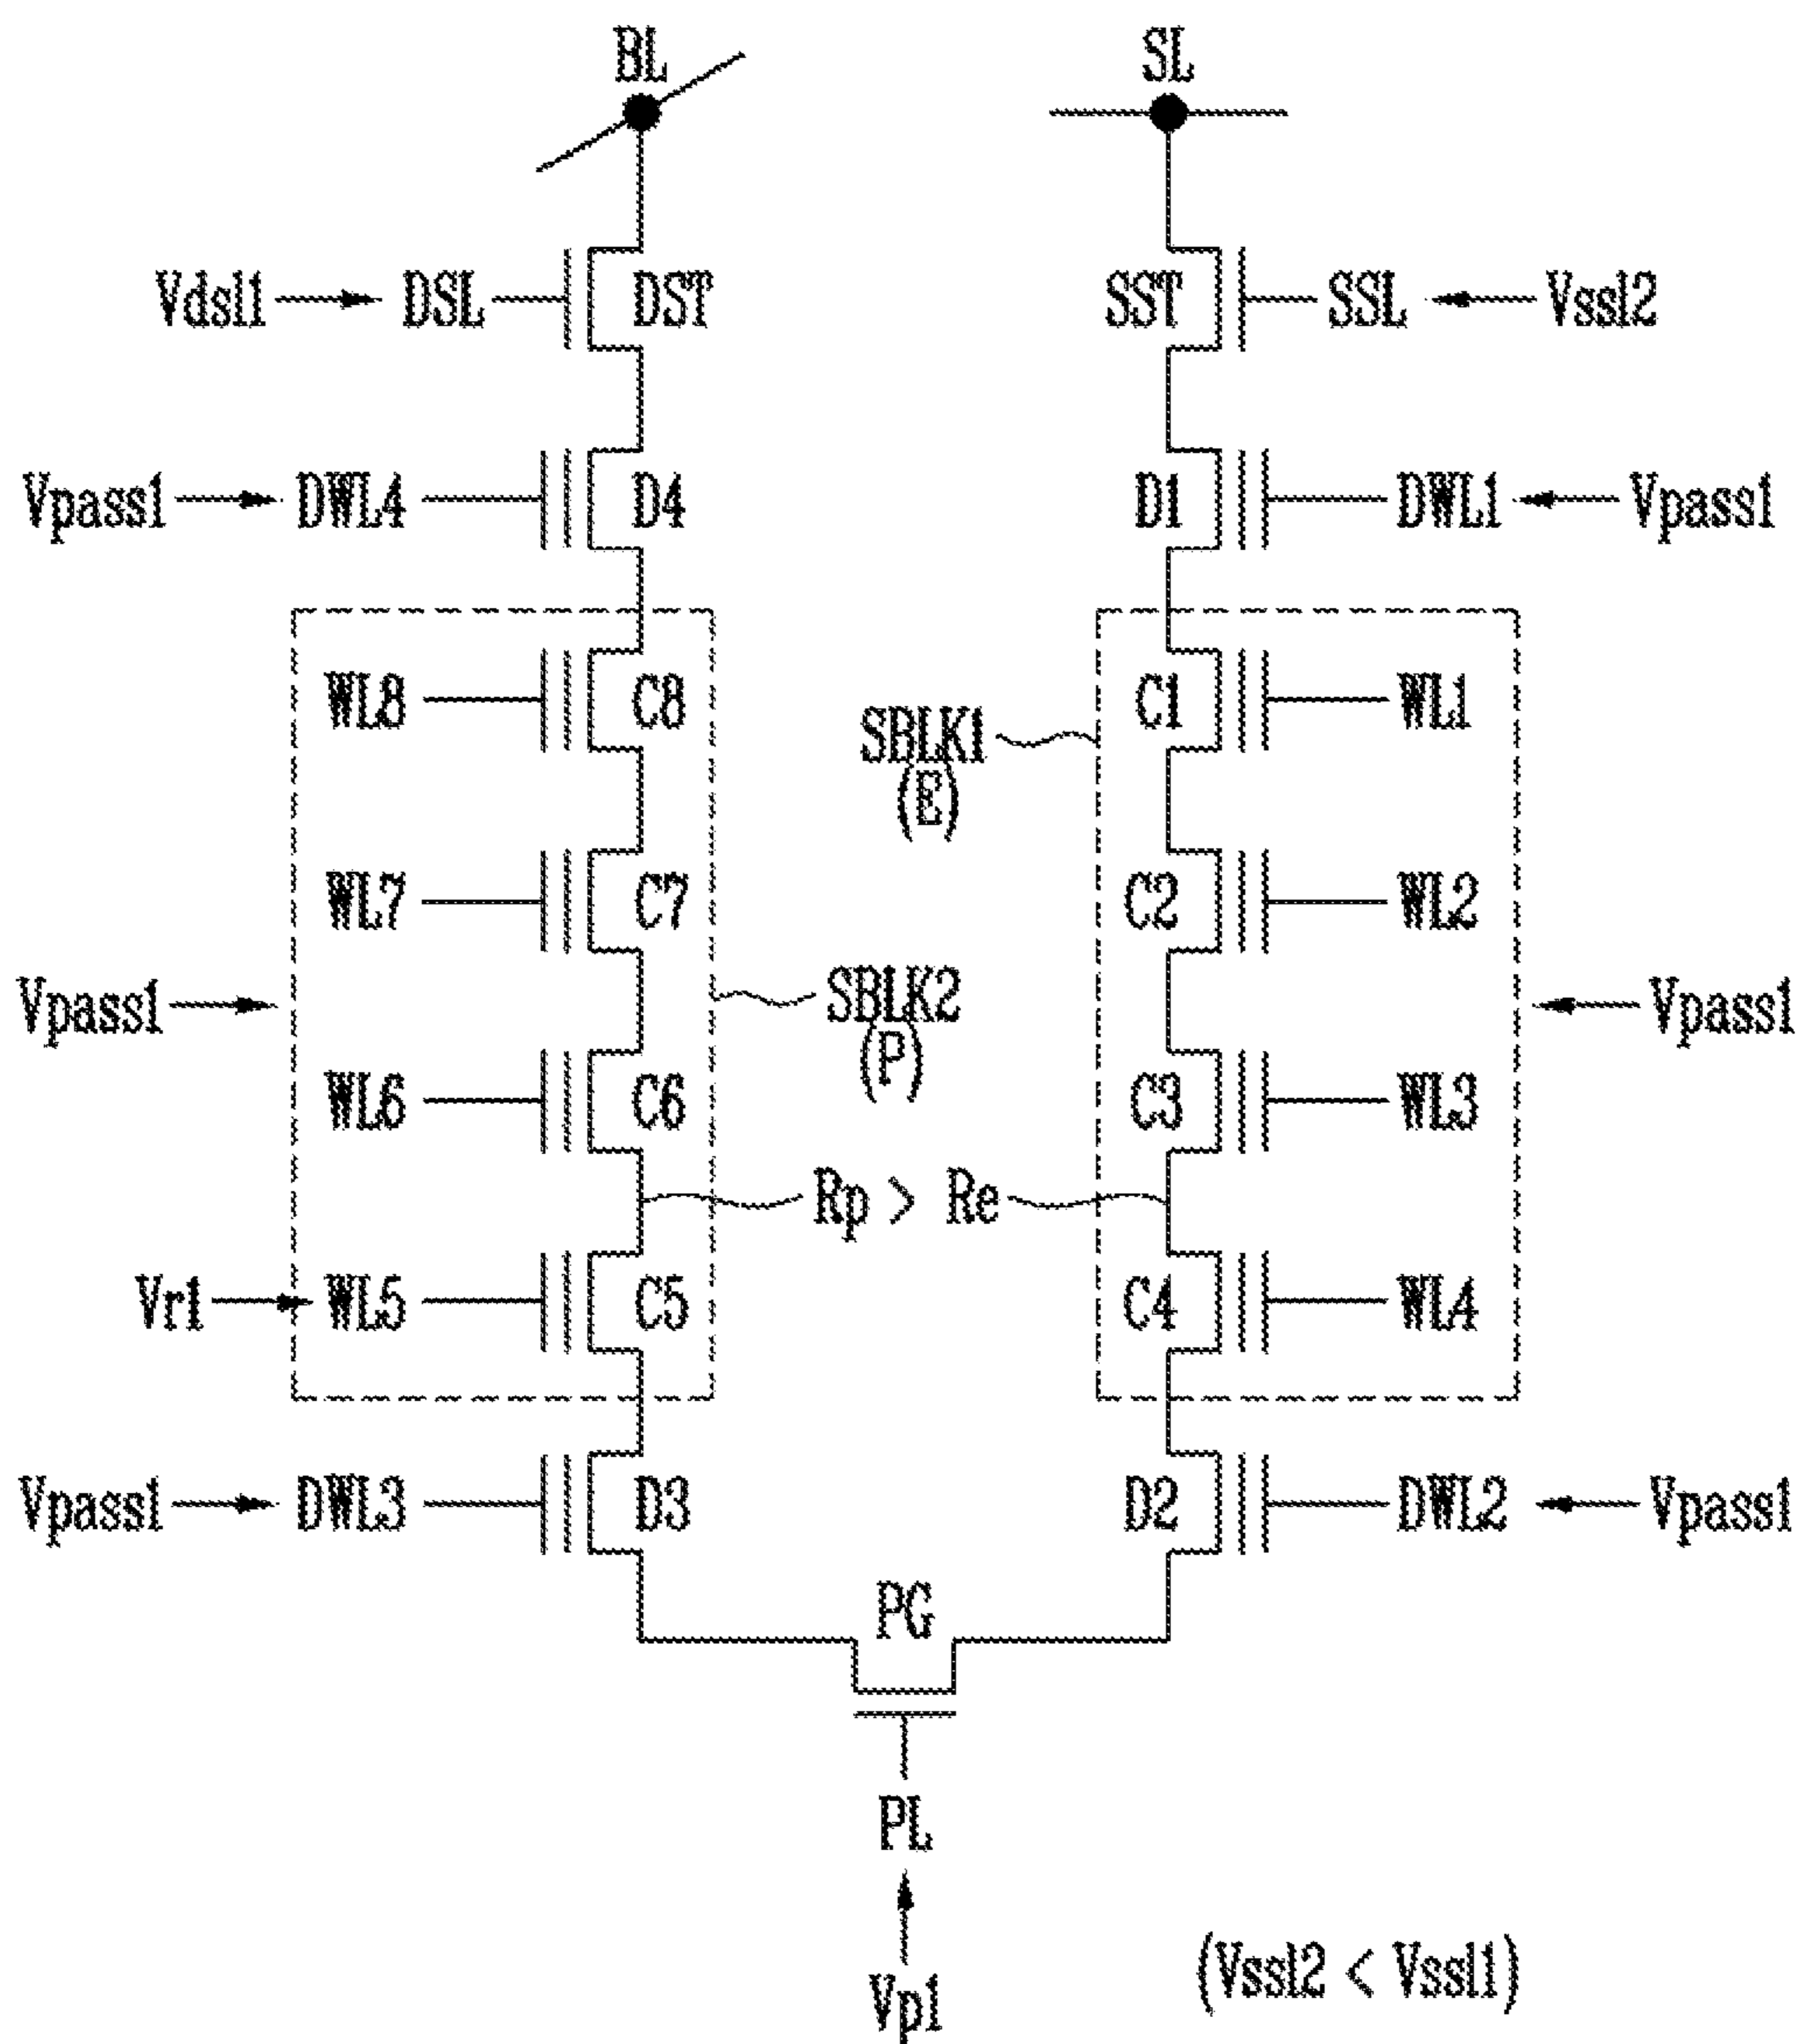 BL SL
Vdsl1 DSL DST SST SSL Vssl2
Vpass1 DWL4 D4 D1 DWL1 Vpass1
WL8 C8 C1 WL1
SBLK1
(E)
WL7 C7 C2 WL2
Vpass1 SBLK2 Vpass1
(P)
WL6 C6 C3 WL3
Rp > Re
Vr1 WL5 C5 C4 WL4
Vpass1 DWL3 D3 D2 DWL2 Vpass1
PG
PL
Vp1
(Vssl2 < Vssl1)